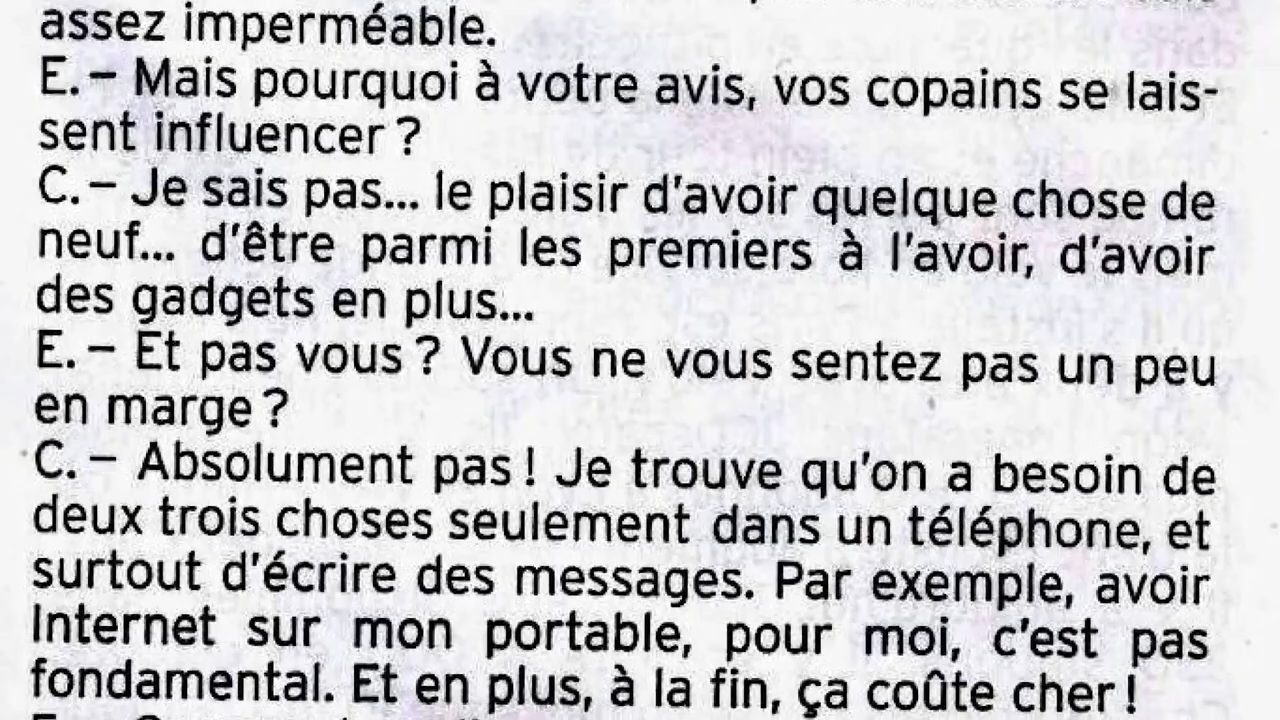 assez imperméable.
E. – Mais pourquoi à votre avis, vos copains se lais-
sent influencer ?
C. – Je sais pas... le plaisir d'avoir quelque chose de
neuf... d'être parmi les premiers à l'avoir, d'avoir
des gadgets en plus...
E. – Et pas vous ? Vous ne vous sentez pas un peu
en marge ?
C. – Absolument pas ! Je trouve qu'on a besoin de
deux trois choses seulement dans un téléphone, et
surtout d'écrire des messages. Par exemple, avoir
Internet sur mon portable, pour moi, c'est pas
fondamental. Et en plus, à la fin, ça coûte cher !